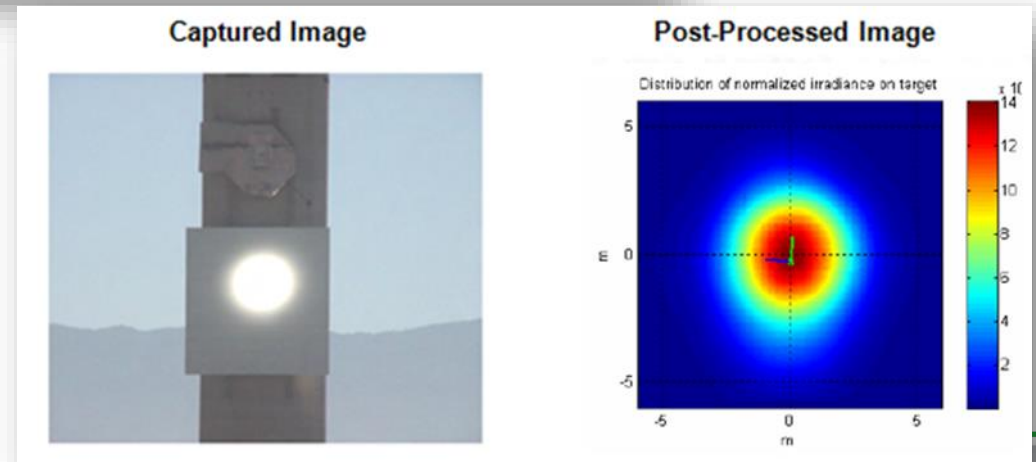 Captured Image
Post-Processed Image
Distribution of normalized irradiance on target
x 10
14
12
10
8
6
4
2
5
0
-5
m
-5
0
5
m